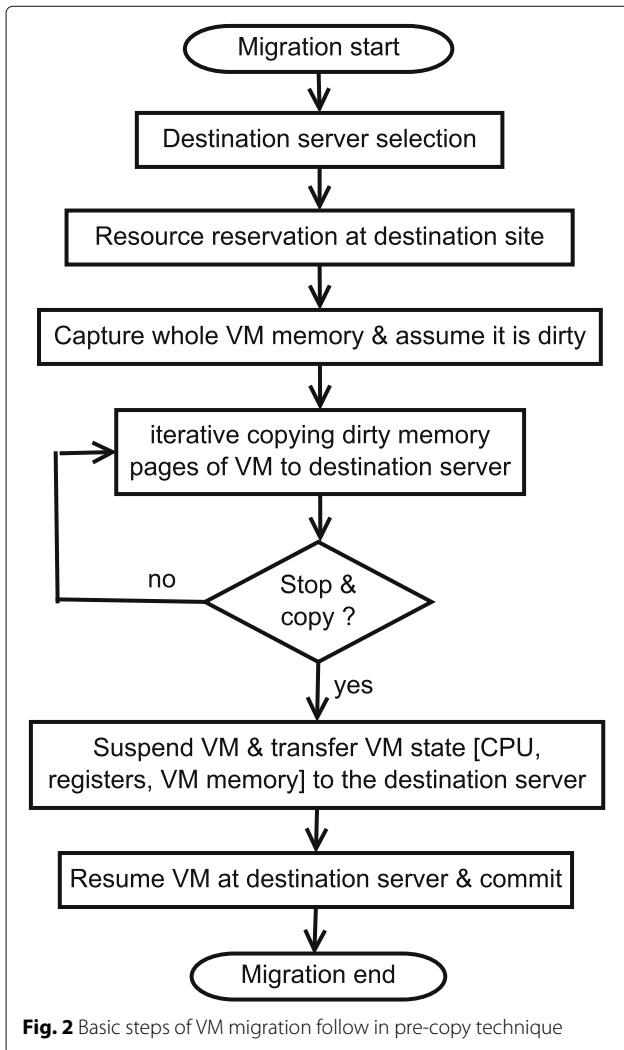 Migration start
Destination server selection
Resource reservation at destination site
Capture whole VM memory & assume it is dirty
iterative copying dirty memory
pages of VM to destination server
no
Stop &
copy ?
yes
Suspend VM & transfer VM state [CPU,
registers, VM memory] to the destination server
Resume VM at destination server & commit
Migration end
Fig. 2 Basic steps of VM migration follow in pre-copy technique